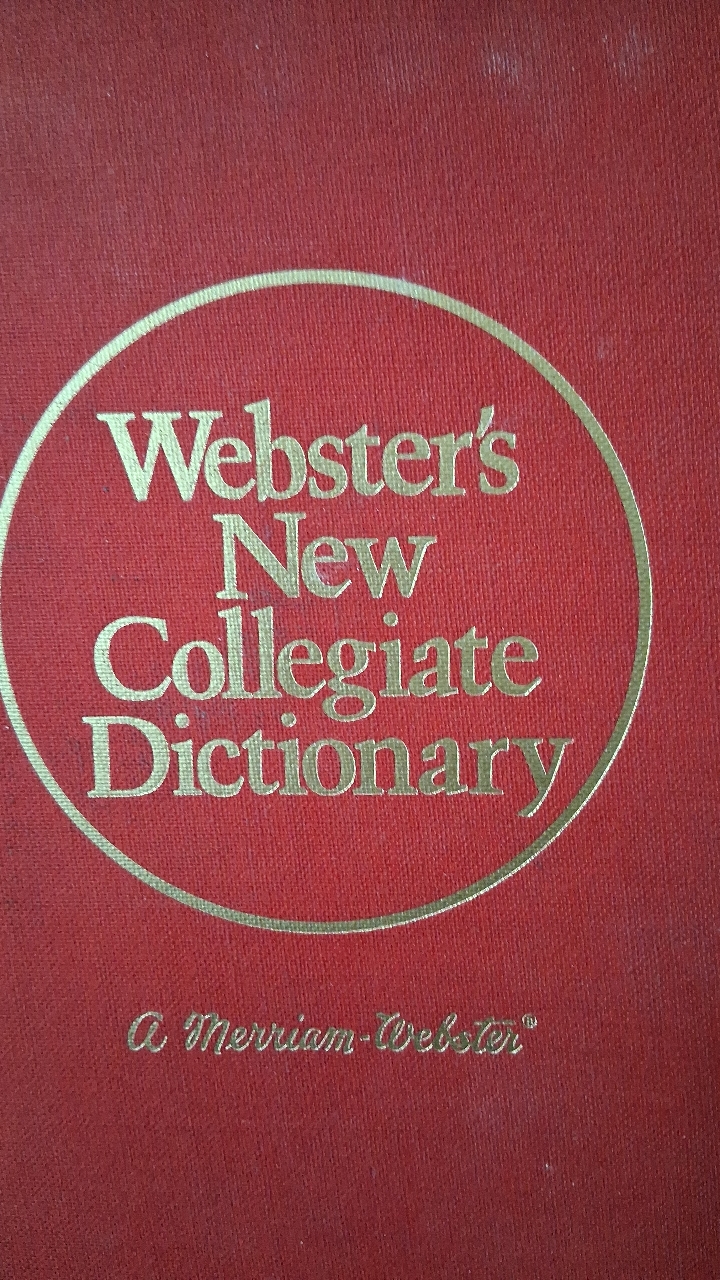 Webster's
New
Collegiate
Dictionary
A Merriam-Webster®